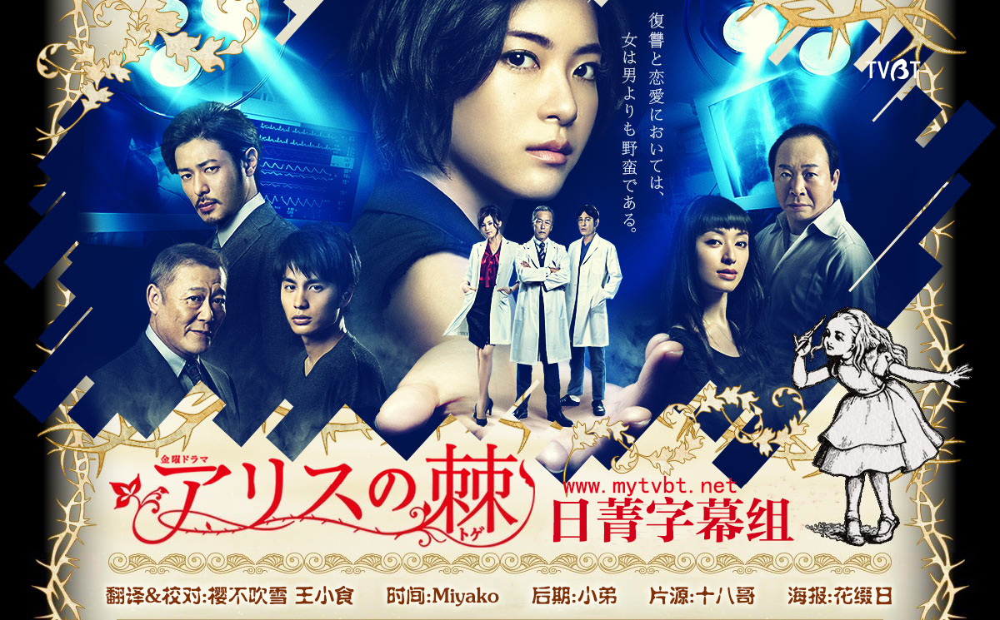 復讐と恋愛においては、
女は男よりも野蛮である。
TVBT
金曜ドラマ
アリスの棘
トゲ
www.mytvbt.net
日菁字幕组
翻译&校对:樱不吹雪 王小食 时间:Miyako 后期:小弟 片源:十八哥 海报:花缀日